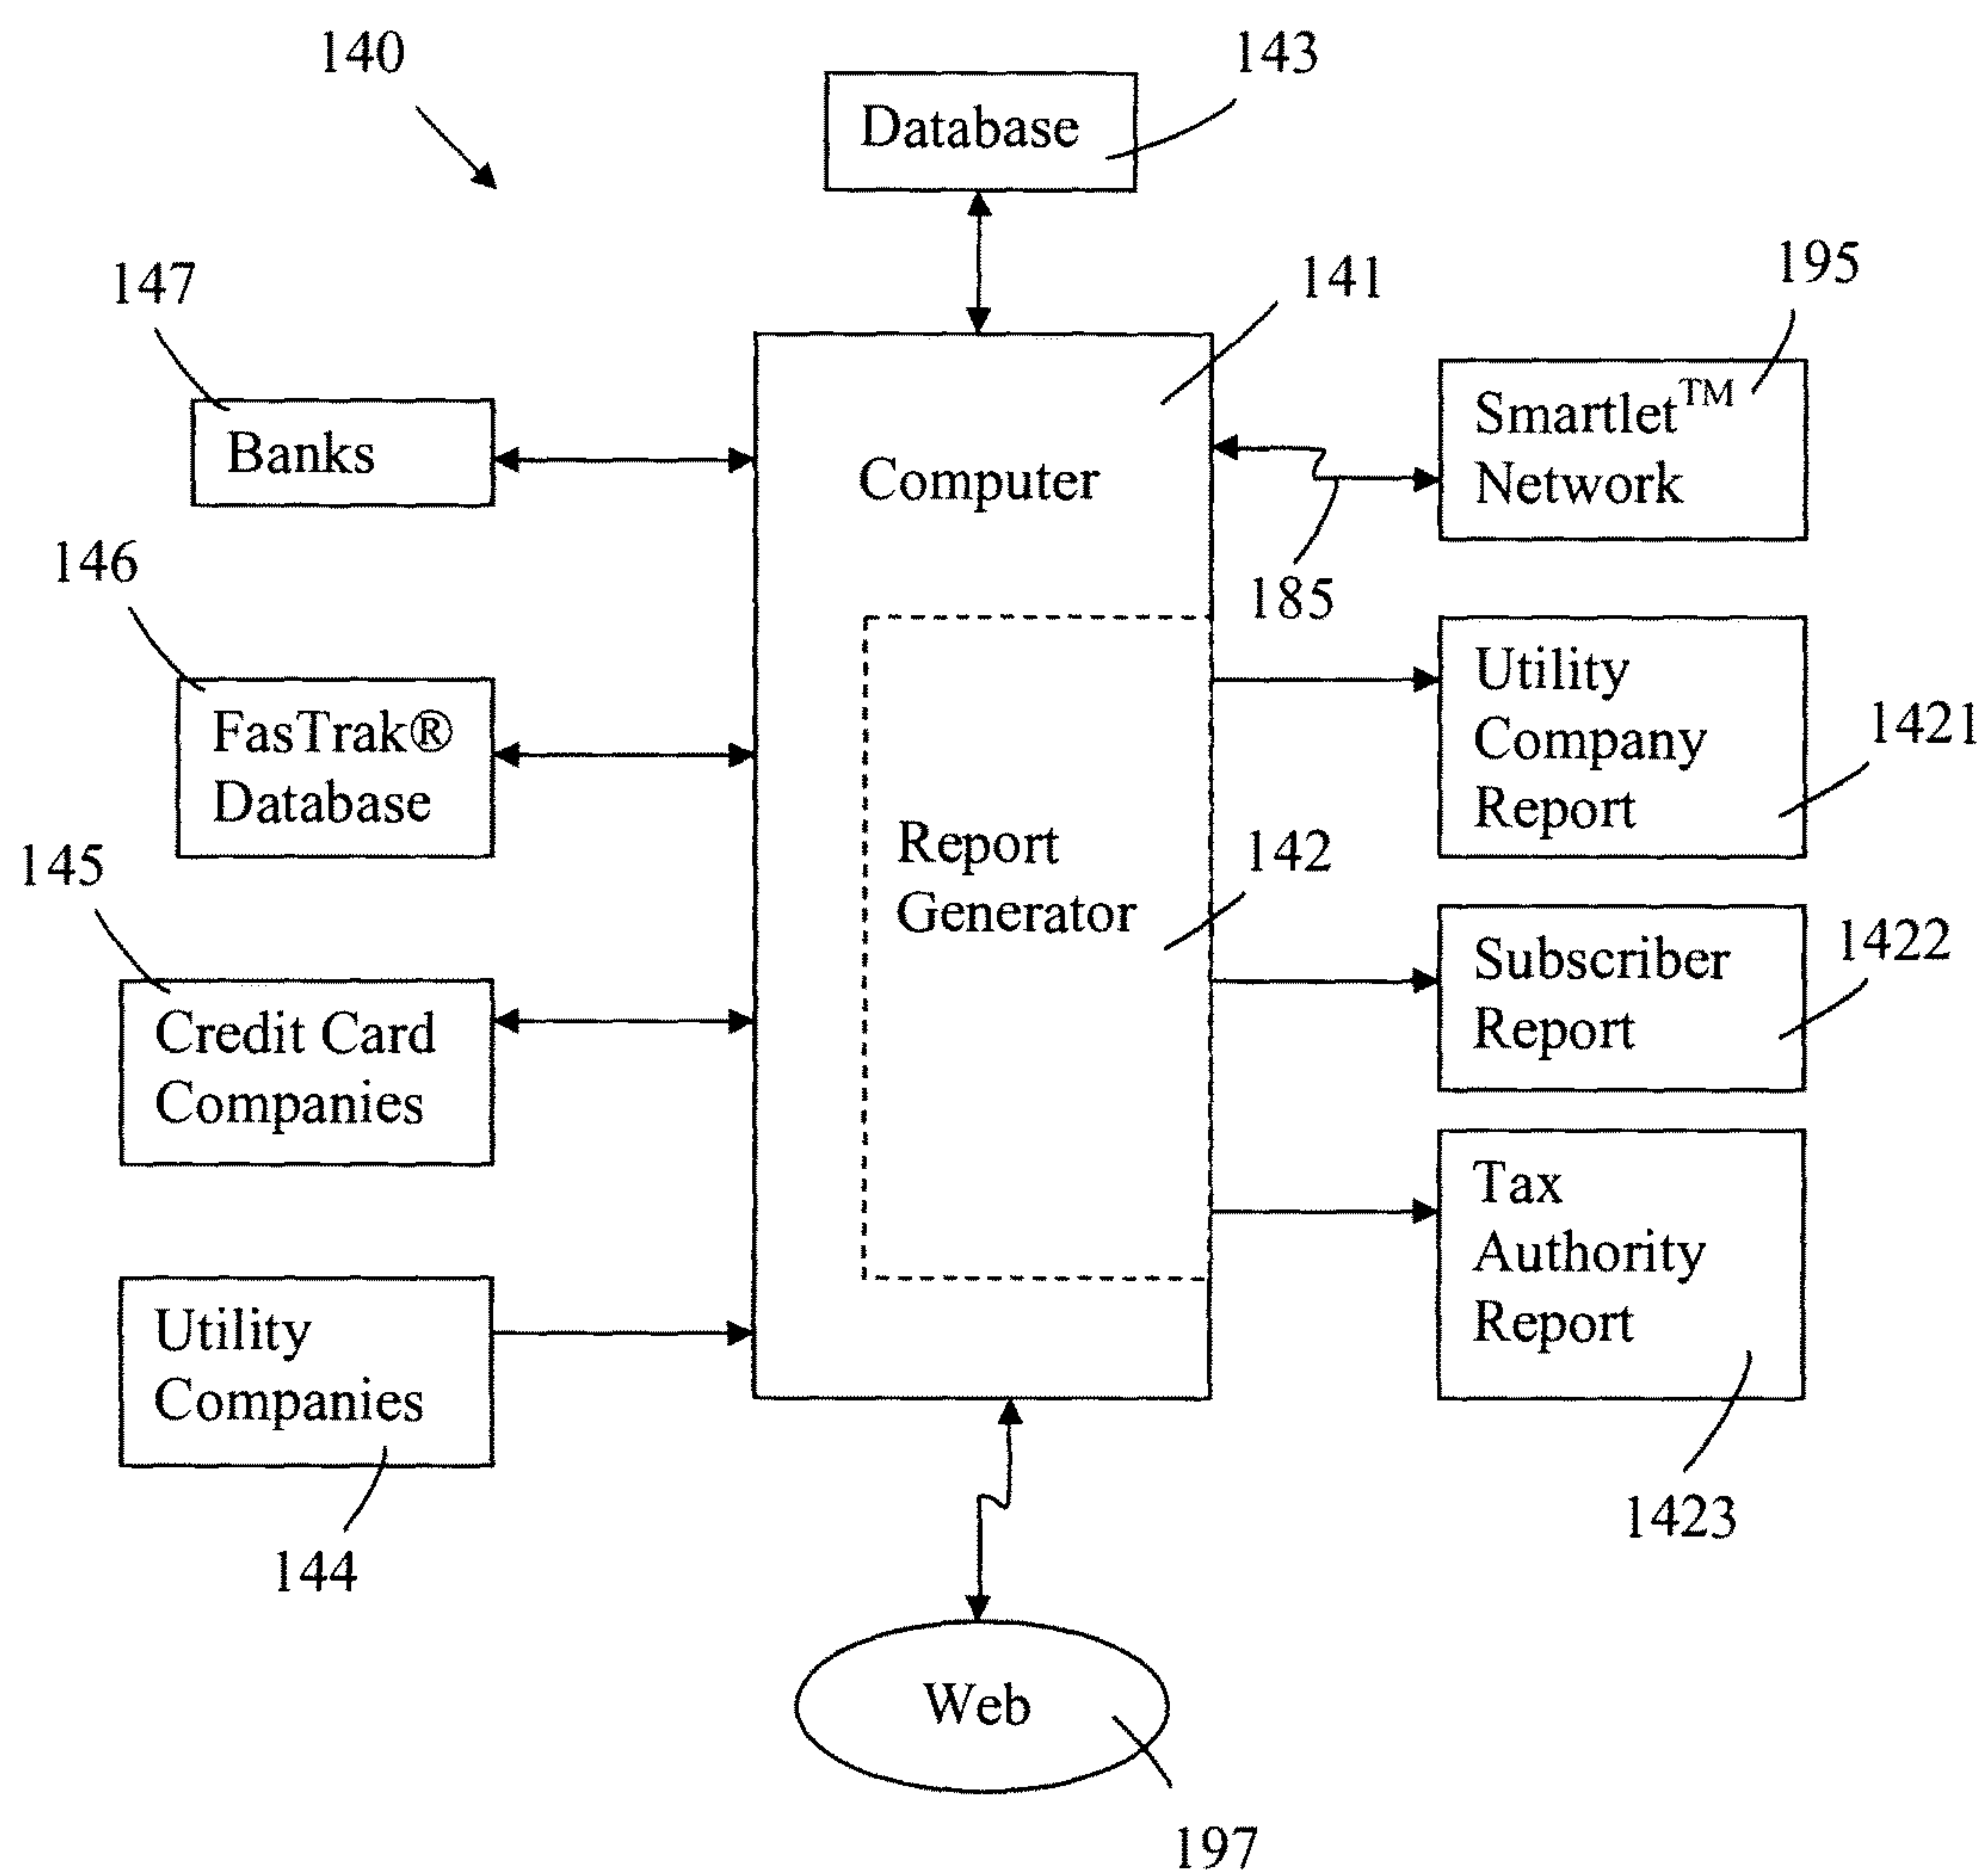 140
143
Database
147
141
195
Banks
Computer
Smartlet™
Network
146
185
FasTrak®
Database
Utility
Company
Report
1421
145
Report
Generator
142
Credit Card
Companies
Subscriber
Report
1422
Utility
Companies
Tax
Authority
Report
144
1423
Web
197